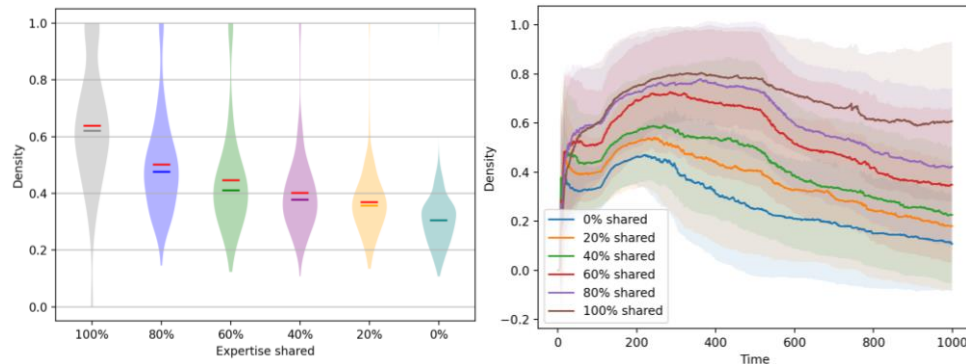 1.0
0.8
0.6
0.4
0.2
0.0
Density
100%
80%
60%
40%
20%
0%
Expertise shared
1.0
0.8
0.6
0.4
0.2
0.0
−0.2
Density
0% shared
20% shared
40% shared
60% shared
80% shared
100% shared
0
200
400
600
800
1000
Time